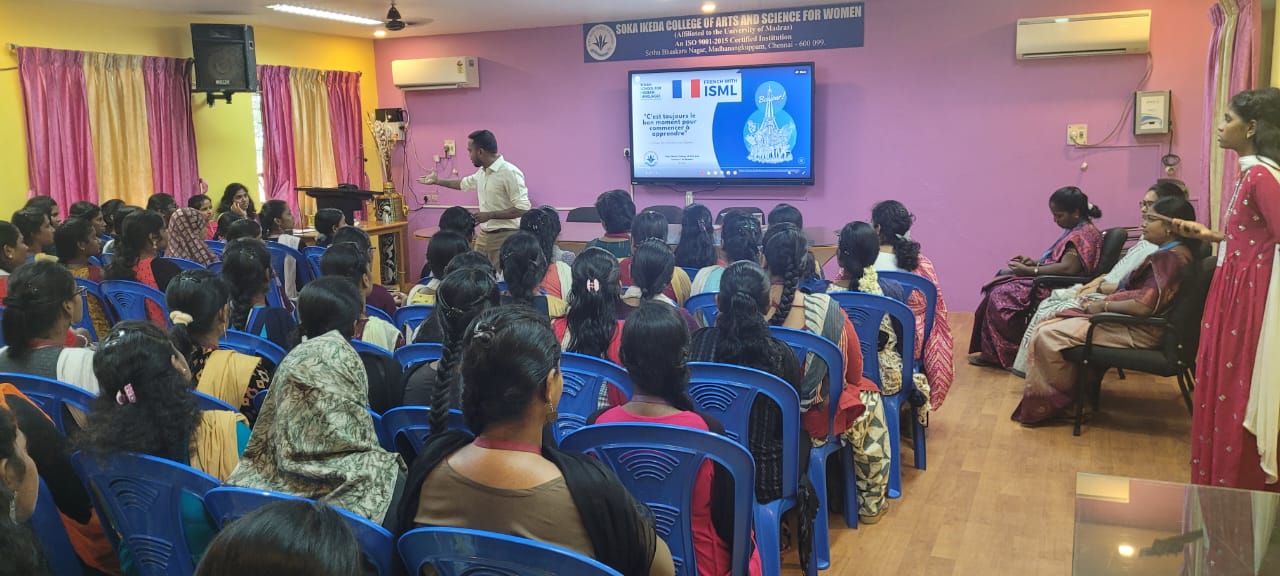 SOKA IKEDA COLLEGE OF ARTS AND SCIENCE FOR WOMEN
(Affiliated to the University of Madras)
An ISO 9001-2015 Certified Institution
Sethu Bhaskara Nagar, Madhanangkuppam, Chennai - 600 099.
FRENCH WITH
ISML
Bonjour!
"C'est toujours le
bon moment pour
commencer à
apprendre"